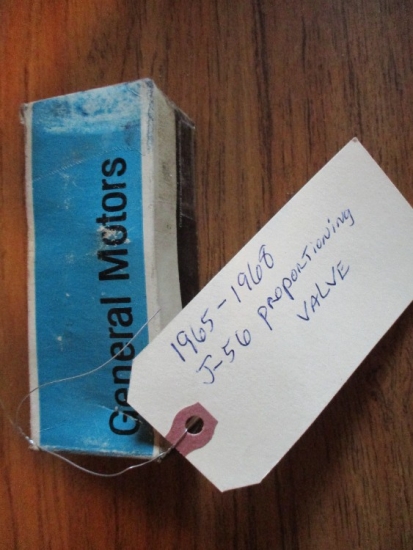 General Motors
1965-1968
J-56 PROPORTIONING
VALVE